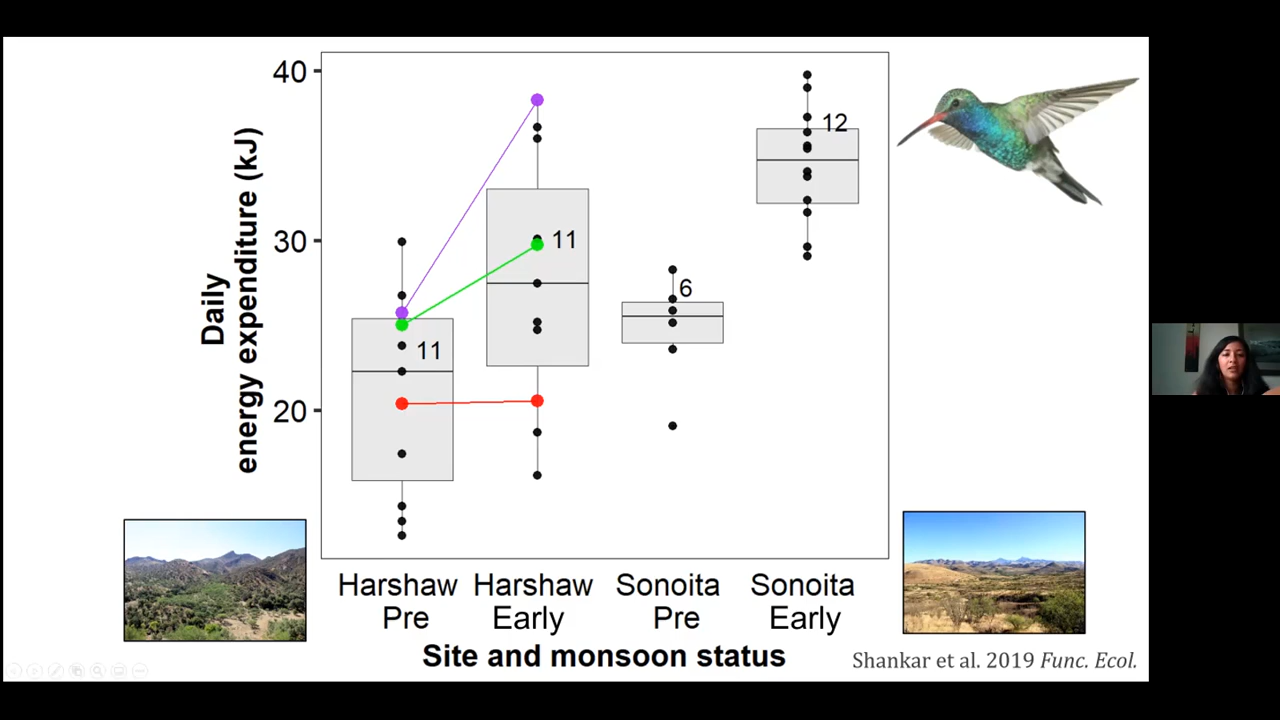 40
30
20
Daily
energy expenditure (kJ)
11
11
6
12
Harshaw Harshaw Sonoita Sonoita
Pre Early Pre Early
Site and monsoon status
Shankar et al. 2019 Func. Ecol.